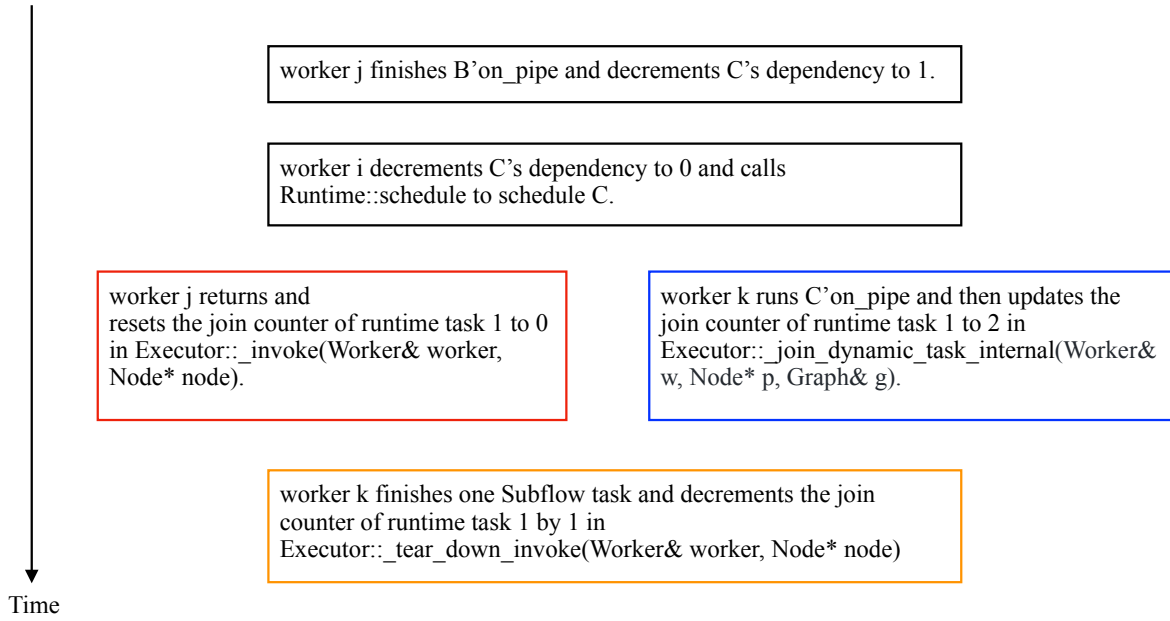 worker j finishes B’on_pipe and decrements C’s dependency to 1.
worker i decrements C’s dependency to 0 and calls
Runtime::schedule to schedule C.
worker j returns and
resets the join counter of runtime task 1 to 0
in Executor::_invoke(Worker& worker,
Node* node).
worker k runs C’on_pipe and then updates the
join counter of runtime task 1 to 2 in
Executor::_join_dynamic_task_internal(Worker&
w, Node* p, Graph& g).
worker k finishes one Subflow task and decrements the join
counter of runtime task 1 by 1 in
Executor::_tear_down_invoke(Worker& worker, Node* node)
Time